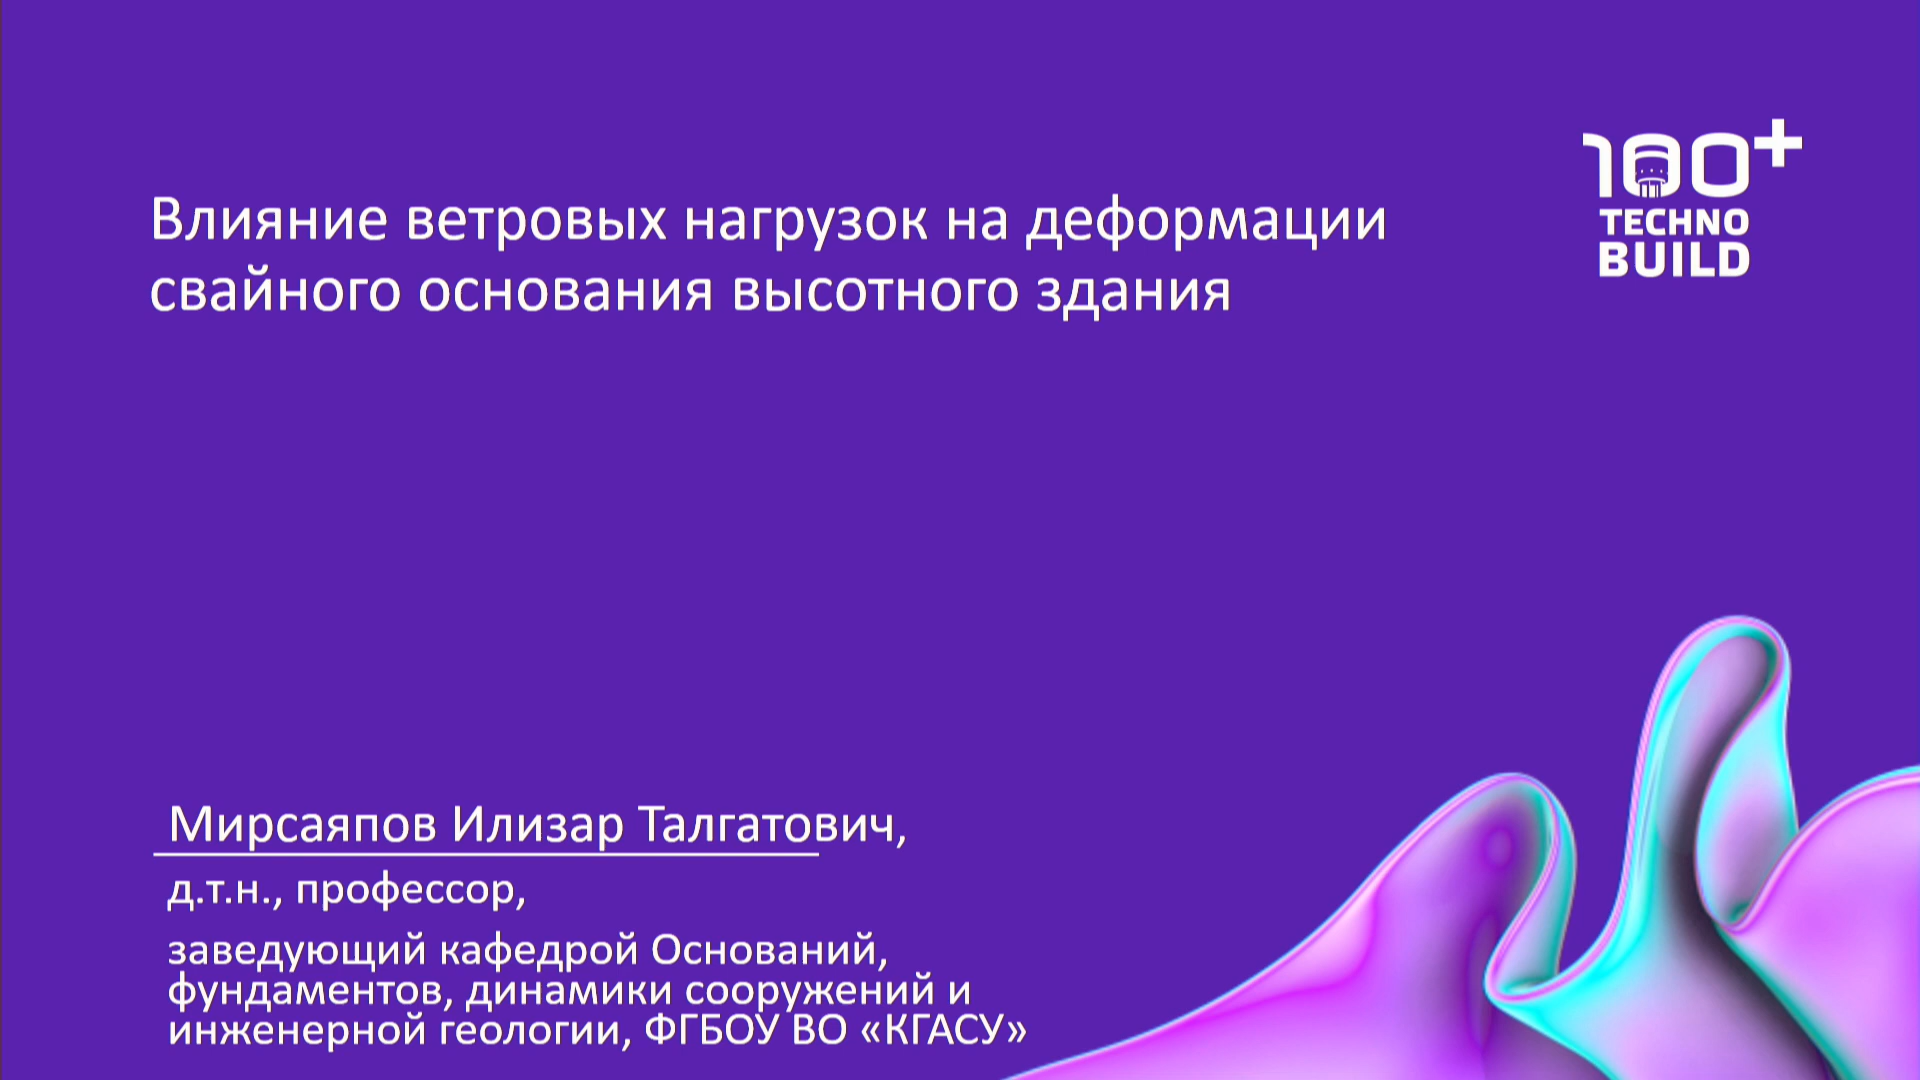 100+
TECHNO
BUILD
Влияние ветровых нагрузок на деформации
свайного основания высотного здания
Мирсаяпов Илизар Талгатович,
д.т.н., профессор,
заведующий кафедрой Оснований,
фундаментов, динамики сооружений и
инженерной геологии, ФГБОУ ВО «КГАСУ»